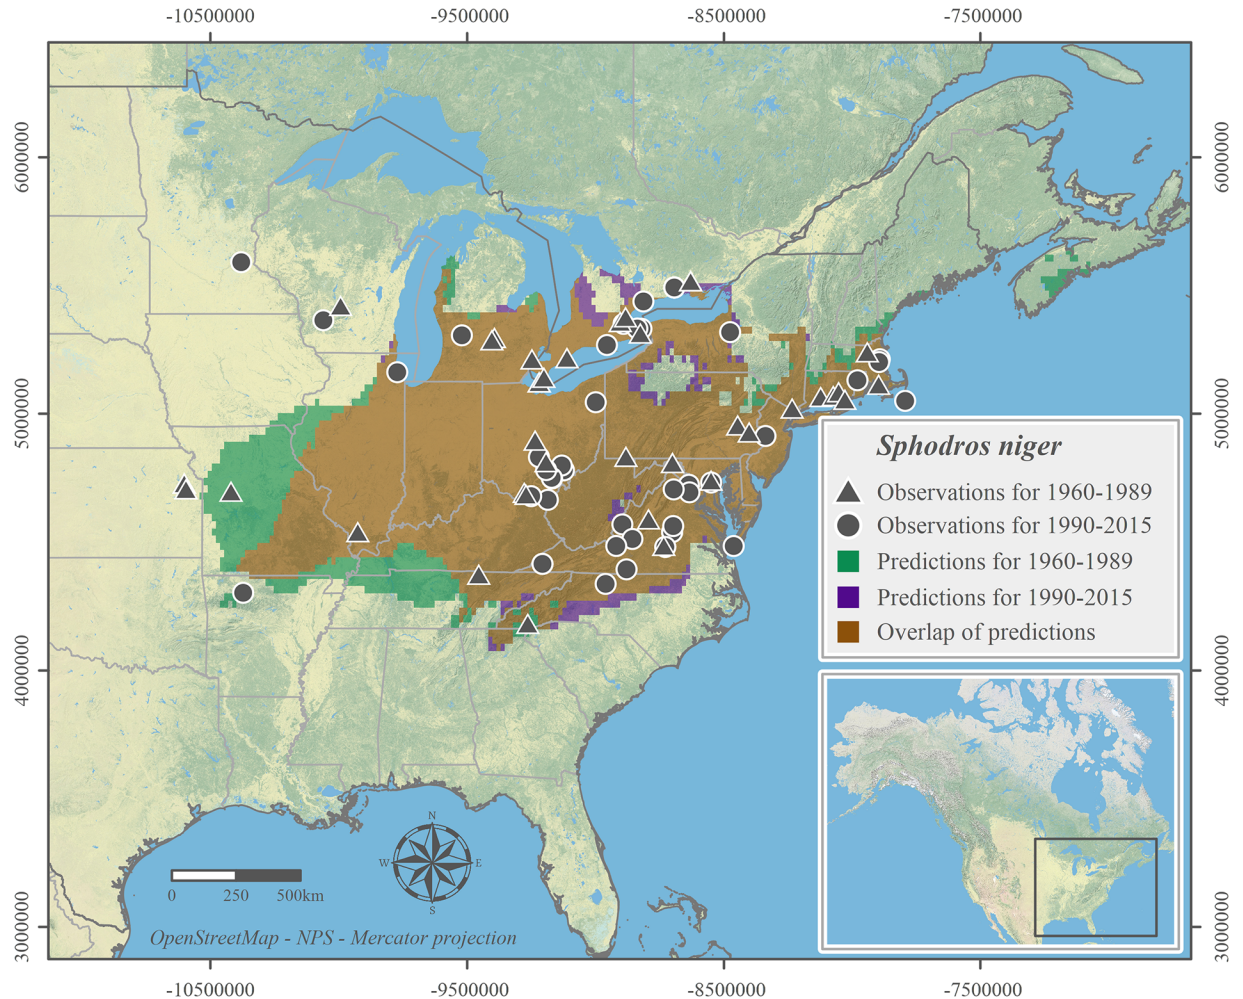 -10500000 -9500000 -8500000 -7500000
6000000 6000000
5000000 5000000
Sphodros niger
Observations for 1960-1989
Observations for 1990-2015
Predictions for 1960-1989
Predictions for 1990-2015
Overlap of predictions
4000000 4000000
N
W E
S
0 250 500km
3000000 3000000
OpenStreetMap - NPS - Mercator projection
-10500000 -9500000 -8500000 -7500000